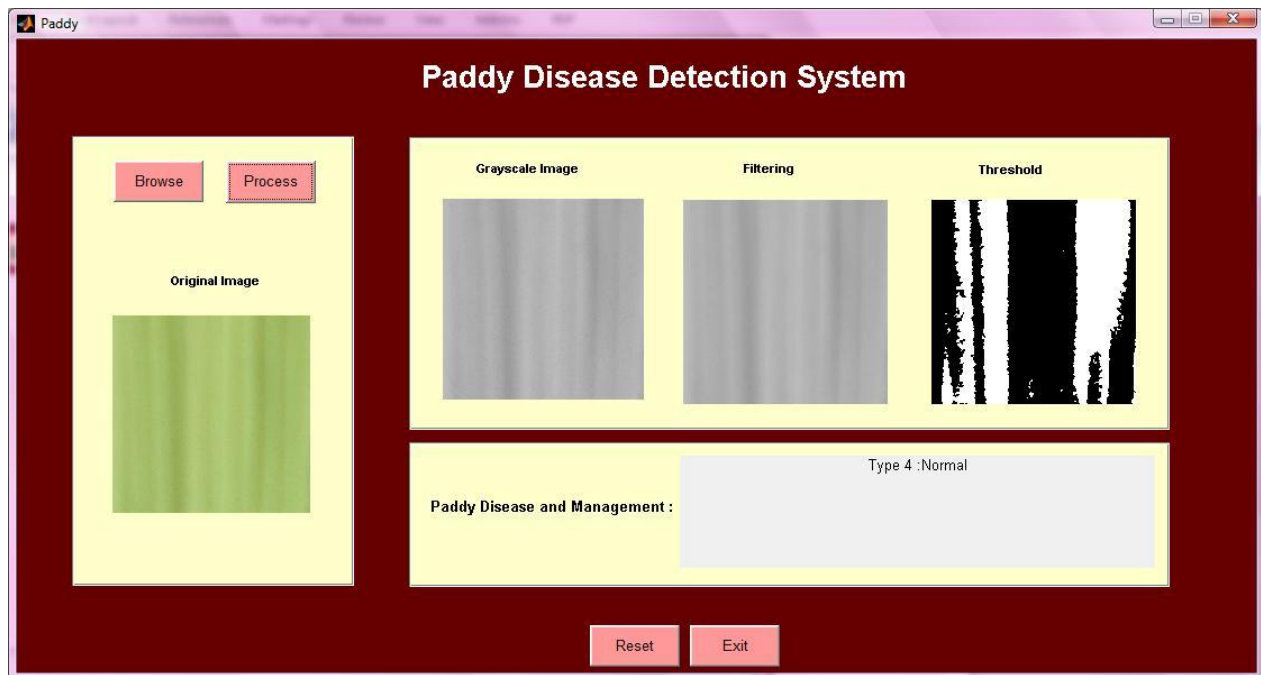 Paddy
Paddy Disease Detection System
Browse
Process
Original Image
Grayscale Image
Filtering
Threshold
Paddy Disease and Management :
Type 4 :Normal
Reset
Exit